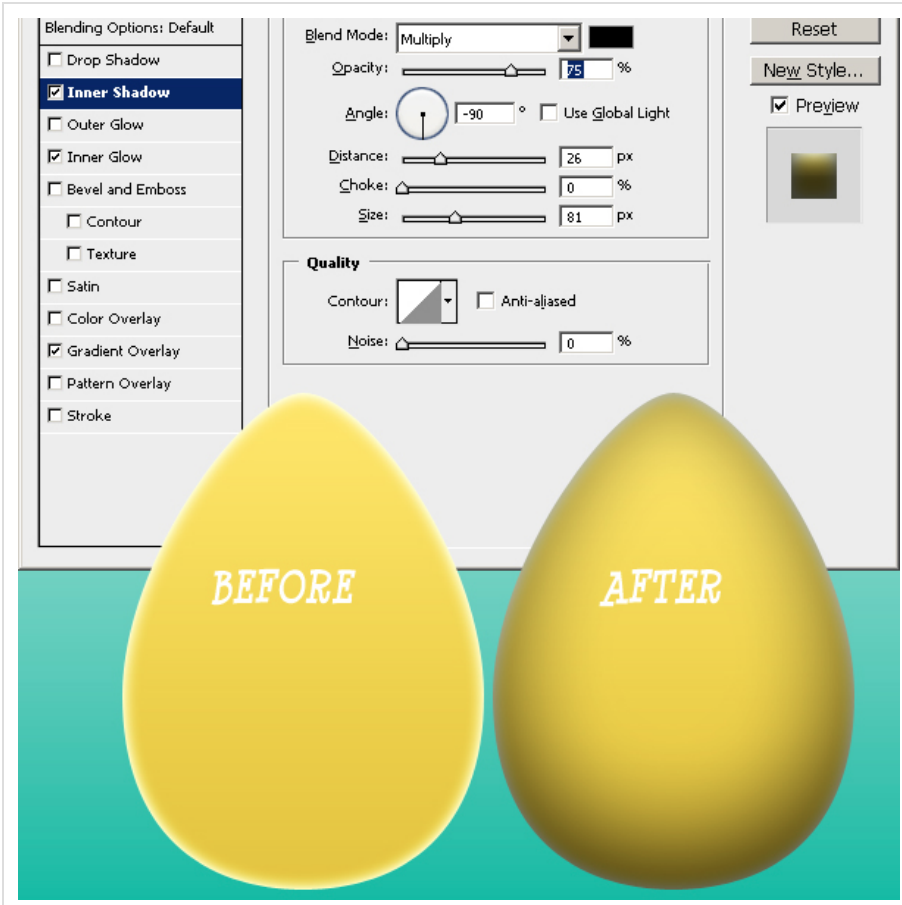 Blending Options: Default
Drop Shadow
Inner Shadow
Outer Glow
Inner Glow
Bevel and Emboss
Contour
Texture
Satin
Color Overlay
Gradient Overlay
Pattern Overlay
Stroke
Blend Mode: Multiply
Opacity: 75 %
Angle: -90 ° Use Global Light
Distance: 26 px
Choke: 0 %
Size: 81 px
Quality
Contour: Anti-aliased
Noise: 0 %
Reset
New Style...
Preview
BEFORE
AFTER